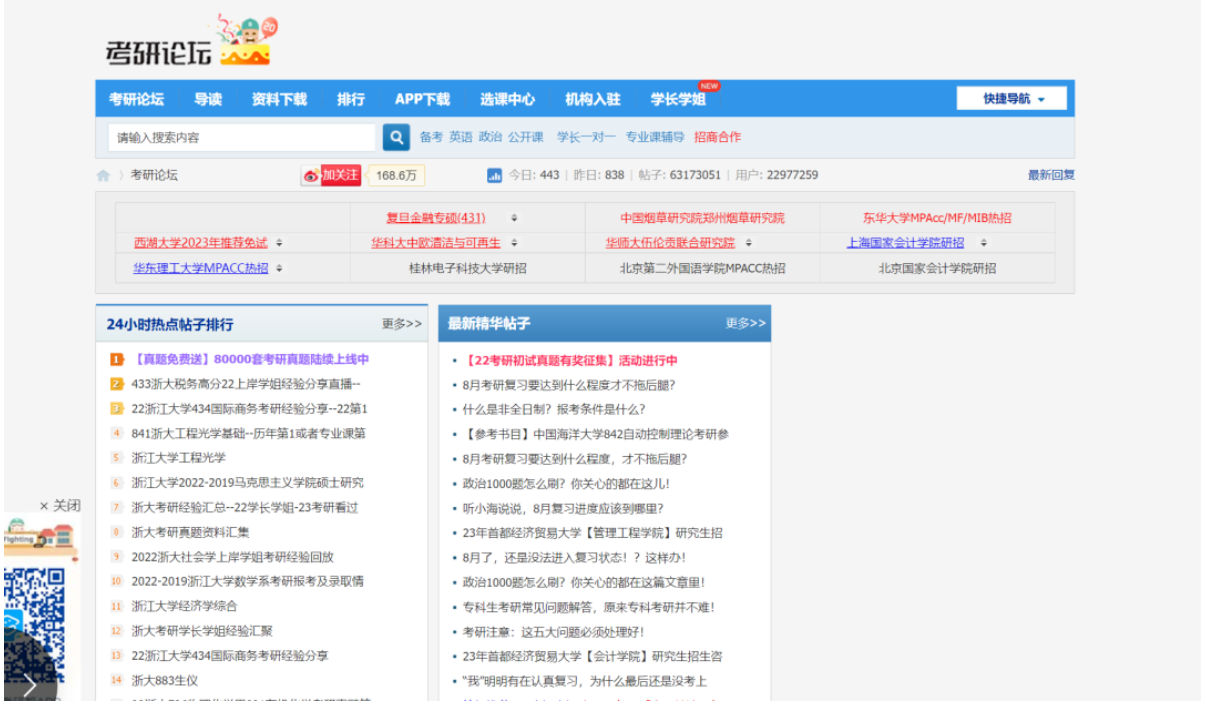 考研论坛
20
NEW
考研论坛 导读 资料下载 排行 APP下载 选课中心 机构入驻 学长学姐 快捷导航
请输入搜索内容 备考 英语 政治 公开课 学长一对一 专业课辅导 招商合作
考研论坛 加关注 168.6万 今日: 443 | 昨日: 838 | 帖子: 63173051 | 用户: 22977259 最新回复
复旦金融专硕(431) 中国烟草研究院郑州烟草研究院 东华大学MPAcc/MF/MIB热招
西湖大学2023年推荐免试 华科大中欧清洁与可再生 华师大伍伦贡联合研究院 上海国家会计学院研招
华东理工大学MPACC热招 桂林电子科技大学研招 北京第二外国语学院MPACC热招 北京国家会计学院研招
24小时热点帖子排行 更多>>
1 【真题免费送】80000套考研真题陆续上线中
2 433浙大税务高分22上岸学姐经验分享直播--
3 22浙江大学434国际商务考研经验分享--22第1
4 841浙大工程光学基础--历年第1或者专业课第
5 浙江大学工程光学
6 浙江大学2022-2019马克思主义学院硕士研究
7 浙大考研经验汇总--22学长学姐-23考研看过
8 浙大考研真题资料汇集
9 2022浙大社会学上岸学姐考研经验回放
10 2022-2019浙江大学数学系考研报考及录取情
11 浙江大学经济学综合
12 浙大考研学长学姐经验汇聚
13 22浙江大学434国际商务考研经验分享
14 浙大883生仪
最新精华帖子 更多>>
【22考研初试真题有奖征集】活动进行中
8月考研复习要达到什么程度才不拖后腿?
什么是非全日制? 报考条件是什么?
【参考书目】中国海洋大学842自动控制理论考研参
8月考研复习要达到什么程度，才不拖后腿?
政治1000题怎么刷? 你关心的都在这儿!
听小海说说，8月复习进度应该到哪里?
23年首都经济贸易大学【管理工程学院】研究生招
8月了，还是没法进入复习状态! ? 这样办!
政治1000题怎么刷? 你关心的都在这篇文章里!
专科生考研常见问题解答，原来专科考研并不难!
考研注意：这五大问题必须处理好!
23年首都经济贸易大学【会计学院】研究生招生咨
“我”明明有在认真复习，为什么最后还是没考上
× 关闭
Fighting